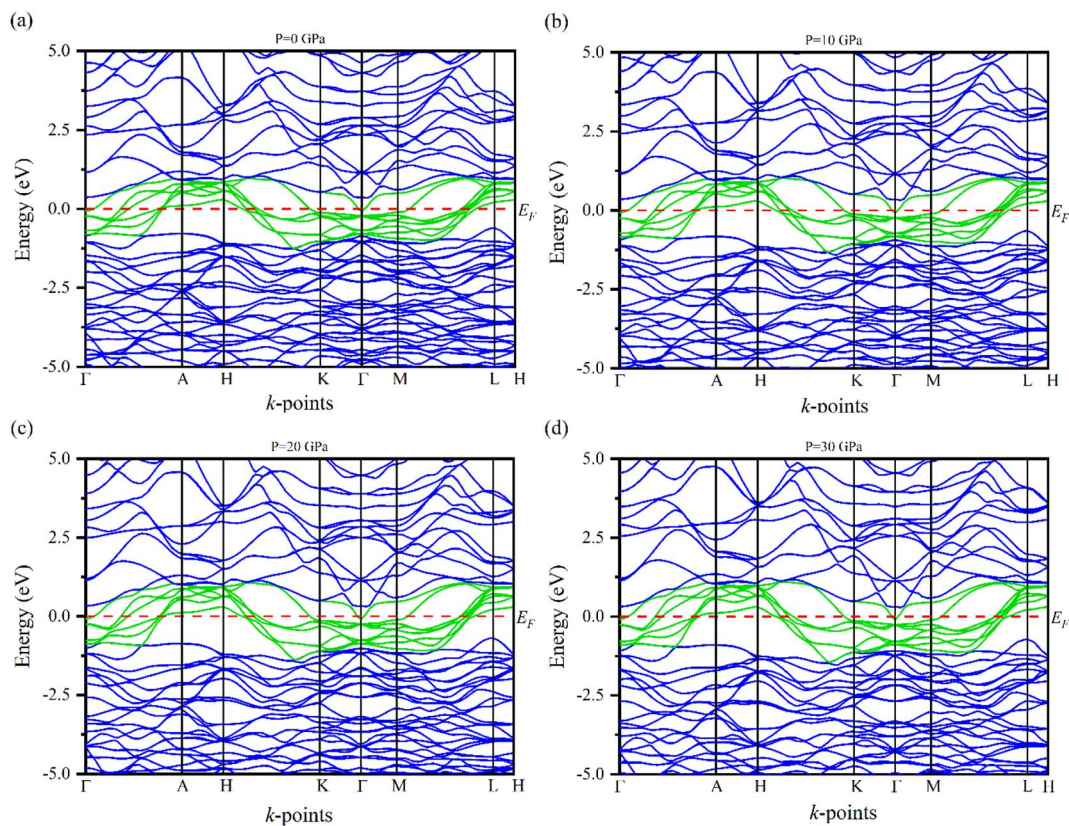 (a)
P=0 GPa
5.0
2.5
0.0
-2.5
-5.0
Energy (eV)
E_F
Γ A H K Γ M L H
k-points
(b)
P=10 GPa
5.0
2.5
0.0
-2.5
-5.0
Energy (eV)
E_F
Γ A H K Γ M L H
k-points
(c)
P=20 GPa
5.0
2.5
0.0
-2.5
-5.0
Energy (eV)
E_F
Γ A H K Γ M L H
k-points
(d)
P=30 GPa
5.0
2.5
0.0
-2.5
-5.0
Energy (eV)
E_F
Γ A H K Γ M L H
k-points